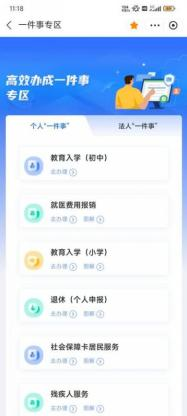 11:18
一件事专区
高效办成一件事
专区
个人“一件事”
法人“一件事”
教育入学（初中）
去办理
图解
就医费用报销
去办理
图解
教育入学（小学）
去办理
图解
退休（个人申报）
去办理
图解
社会保障卡居民服务
去办理
图解
残疾人服务
去办理
图解